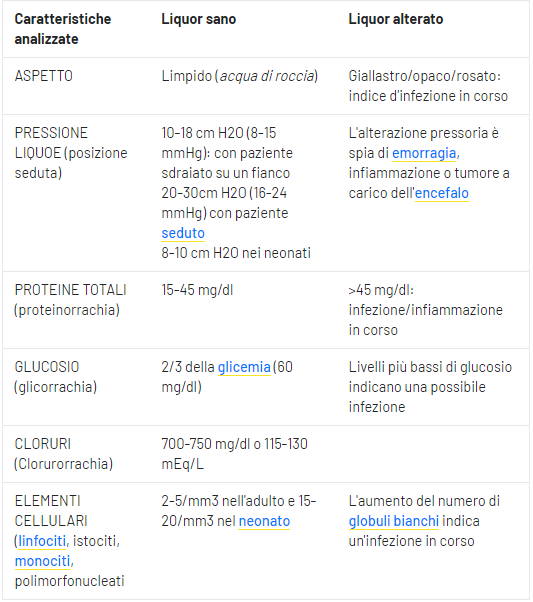 Caratteristiche analizzate
Liquor sano
Liquor alterato
ASPETTO
Limpido (acqua di roccia)
Giallastro/opaco/rosato:
indice d'infezione in corso
PRESSIONE
LIQUOE (posizione
seduta)
10-18 cm H2O (8-15
mmHg): con paziente
sdraiato su un fianco
20-30cm H2O (16-24
mmHg) con paziente
seduto
8-10 cm H2O nei neonati
L'alterazione pressoria è
spia di emorragia,
infiammazione o tumore a
carico dell'encefalo
PROTEINE TOTALI
(proteinorrachia)
15-45 mg/dl
>45 mg/dl:
infezione/infiammazione
in corso
GLUCOSIO
(glicorrachia)
2/3 della glicemia (60
mg/dl)
Livelli più bassi di glucosio
indicano una possibile
infezione
CLORURI
(Clorurorrachia)
700-750 mg/dl o 115-130
mEq/L
ELEMENTI
CELLULARI
(linfociti, istociti,
monociti,
polimorfonucleati
2-5/mm3 nell'adulto e 15-
20/mm3 nel neonato
L'aumento del numero di
globuli bianchi indica
un'infezione in corso